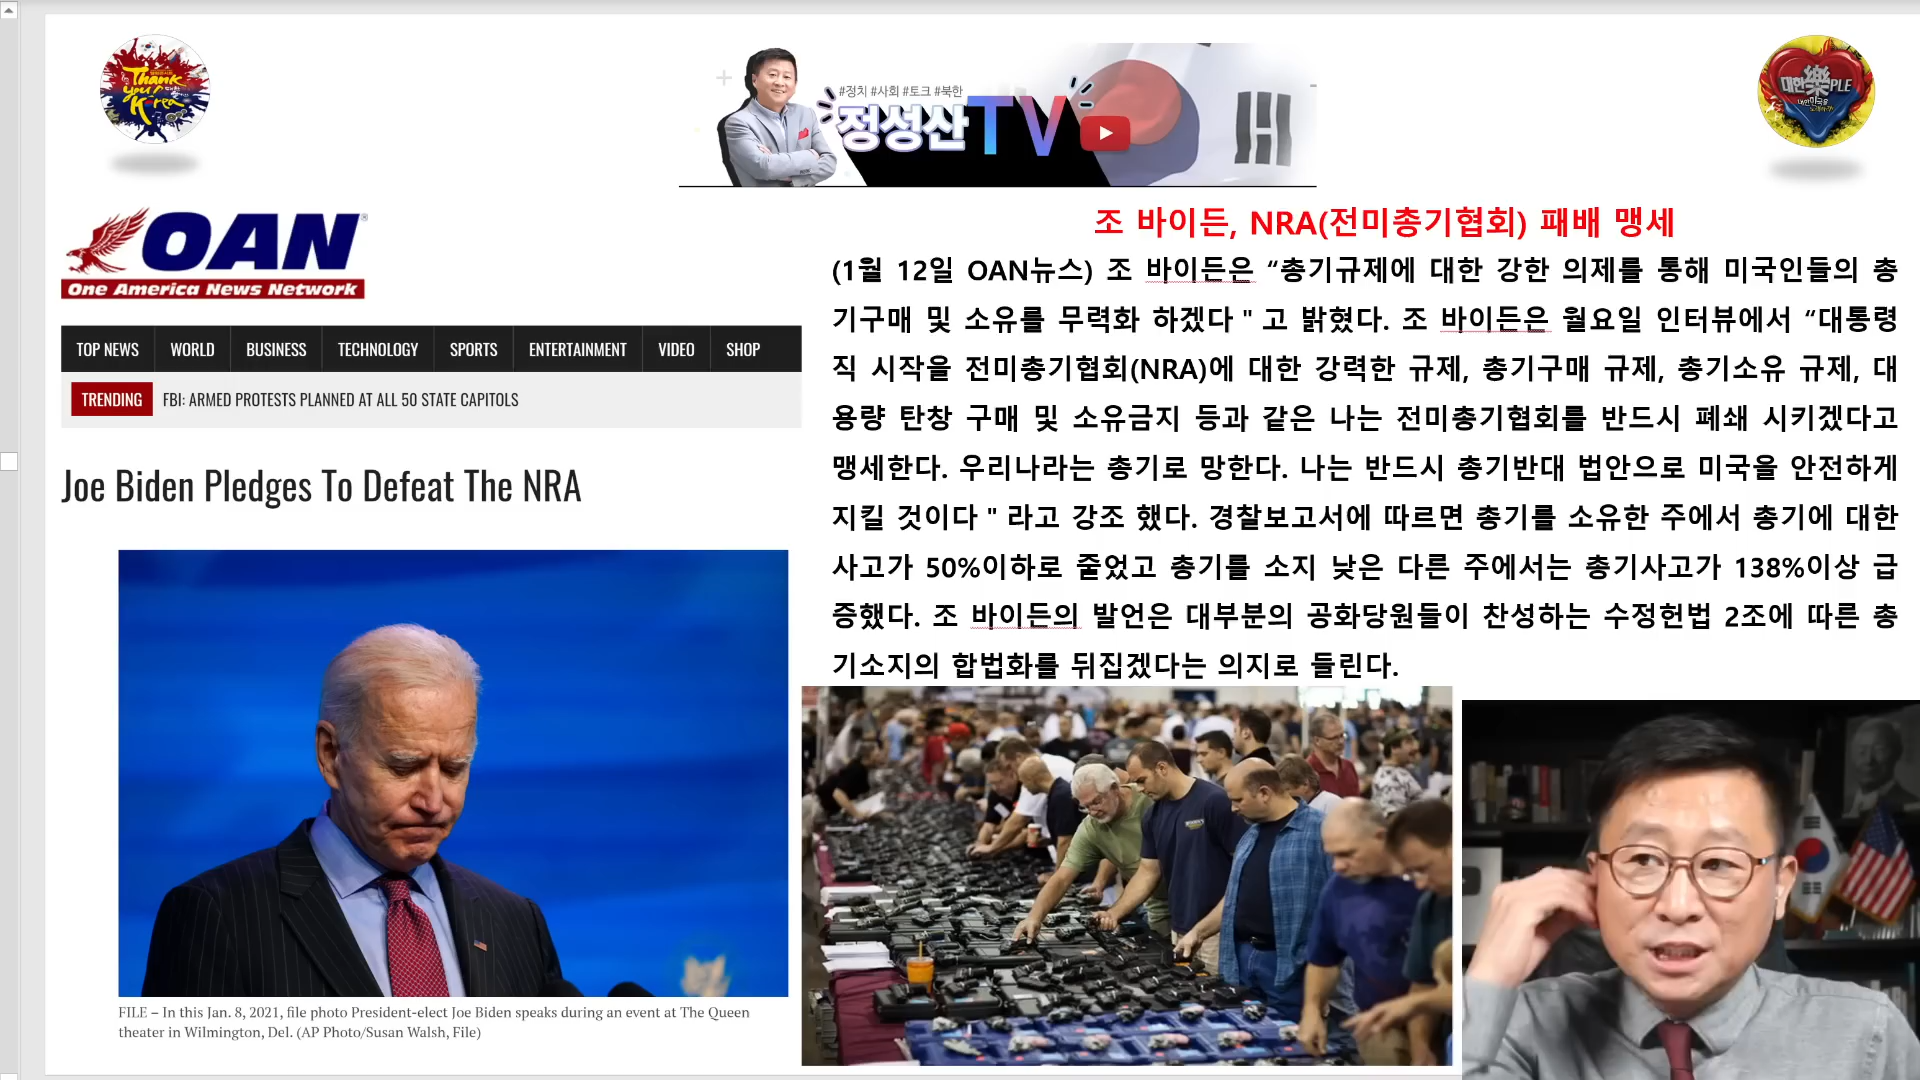 Thank
you
Korea
#정치 #사회 #토크 #북한
정성산TV
대한樂PLE
OAN®
One America News Network
TOP NEWS WORLD BUSINESS TECHNOLOGY SPORTS ENTERTAINMENT VIDEO SHOP
TRENDING FBI: ARMED PROTESTS PLANNED AT ALL 50 STATE CAPITOLS
Joe Biden Pledges To Defeat The NRA
FILE – In this Jan. 8, 2021, file photo President-elect Joe Biden speaks during an event at The Queen
theater in Wilmington, Del. (AP Photo/Susan Walsh, File)
조 바이든, NRA(전미총기협회) 패배 맹세
(1월 12일 OAN뉴스) 조 바이든은 “총기규제에 대한 강한 의제를 통해 미국인들의 총
기구매 및 소유를 무력화 하겠다 " 고 밝혔다. 조 바이든은 월요일 인터뷰에서 “대통령
직 시작을 전미총기협회(NRA)에 대한 강력한 규제, 총기구매 규제, 총기소유 규제, 대
용량 탄창 구매 및 소유금지 등과 같은 나는 전미총기협회를 반드시 폐쇄 시키겠다고
맹세한다. 우리나라는 총기로 망한다. 나는 반드시 총기반대 법안으로 미국을 안전하게
지킬 것이다 " 라고 강조 했다. 경찰보고서에 따르면 총기를 소유한 주에서 총기에 대한
사고가 50%이하로 줄었고 총기를 소지 낮은 다른 주에서는 총기사고가 138%이상 급
증했다. 조 바이든의 발언은 대부분의 공화당원들이 찬성하는 수정헌법 2조에 따른 총
기소지의 합법화를 뒤집겠다는 의지로 들린다.